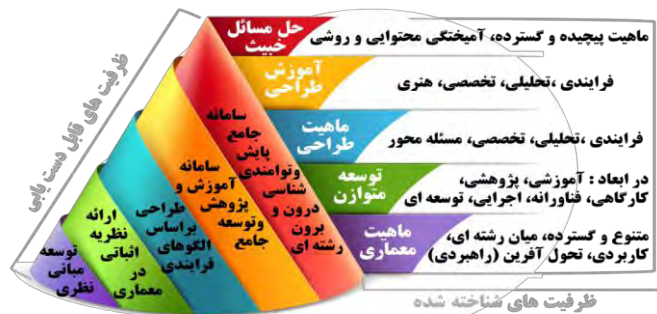 حل مسائل
خبیث
ماهیت پیچیده و گسترده، آمیختگی محتوایی و روشی
آموزش
طراحی
فرایندی ،تحلیلی، تخصصی، هنری
ماهیت
طراحی
فرایندی، تحلیلی، تخصصی، مسئله محور
توسعه
متوازن
در ابعاد : آموزشی، پژوهشی،
کارگاهی، فناورانه، اجرایی، توسعه ای
ماهیت
معماری
متنوع و گسترده، میان رشته ای،
کاربردی، تحول آفرین (راهبردی)
ظرفیت های شناخته شده
ظرفیت های قابل دست یابی
سامانه
جامع
پایش
وتوامندی
شناسی
درون و
برون
رشته ای
سامانه
آموزش و
پژوهش
وتوسعه
جامع
طراحی
براساس
الگوهای
فرایندی
ارائه
نظریه
اثباتی
در
معماری
توسعه
مبانی
نظری